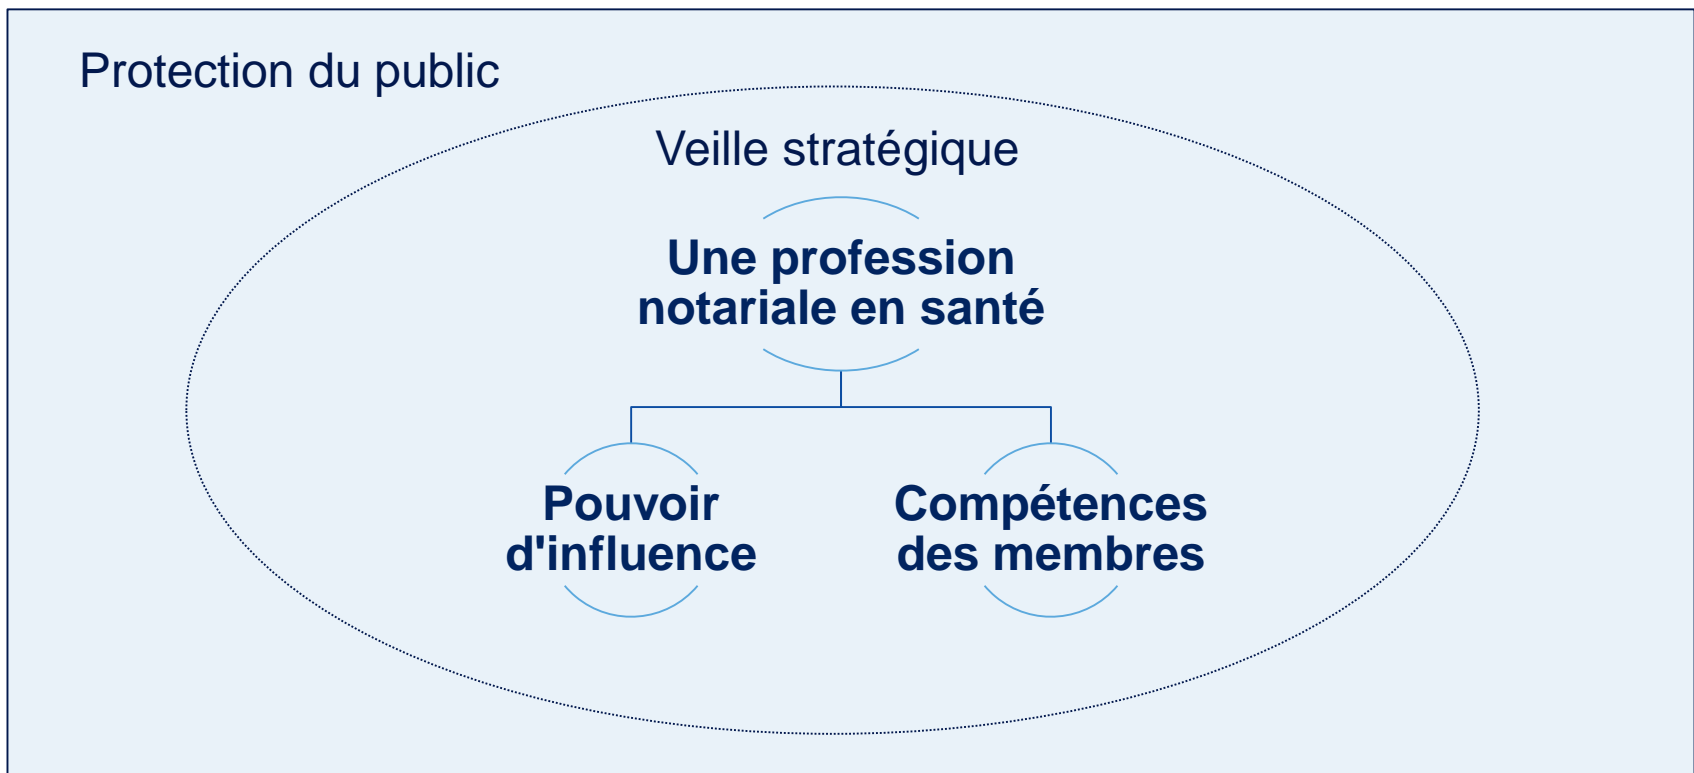 Protection du public
Veille stratégique
Une profession
notariale en santé
Pouvoir
d'influence
Compétences
des membres